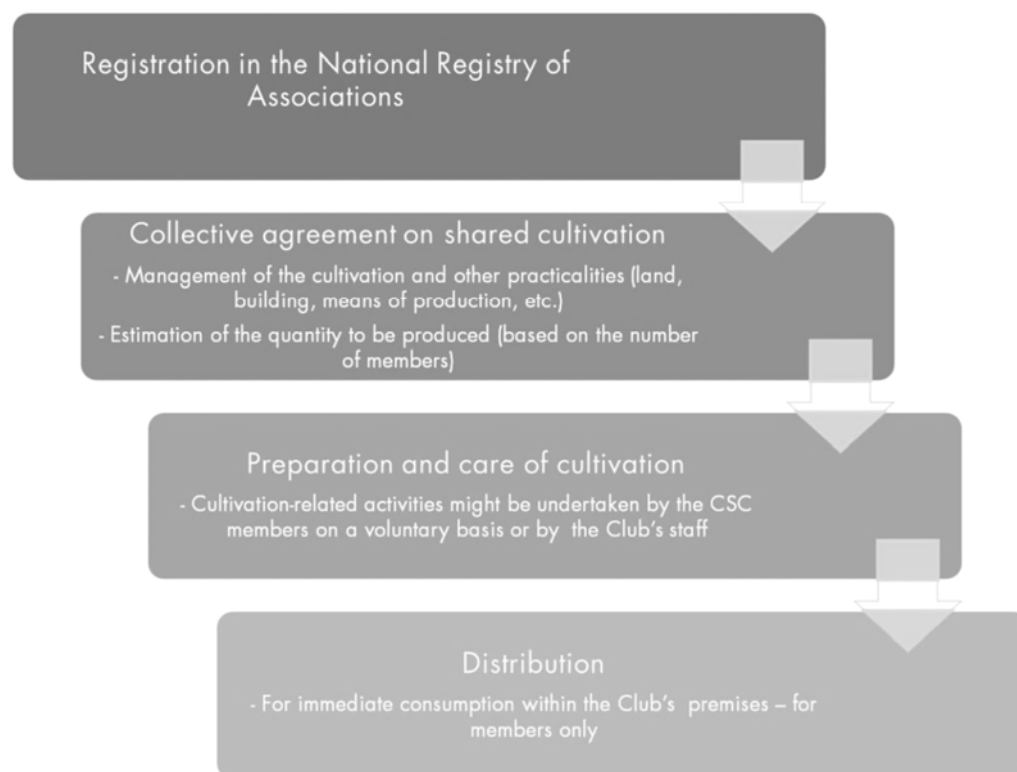 Registration in the National Registry of
Associations
Collective agreement on shared cultivation
- Management of the cultivation and other practicalities (land,
building, means of production, etc.)
- Estimation of the quantity to be produced (based on the number
of members)
Preparation and care of cultivation
- Cultivation-related activities might be undertaken by the CSC
members on a voluntary basis or by  the Club's staff
Distribution
- For immediate consumption within the Club's  premises – for
members only